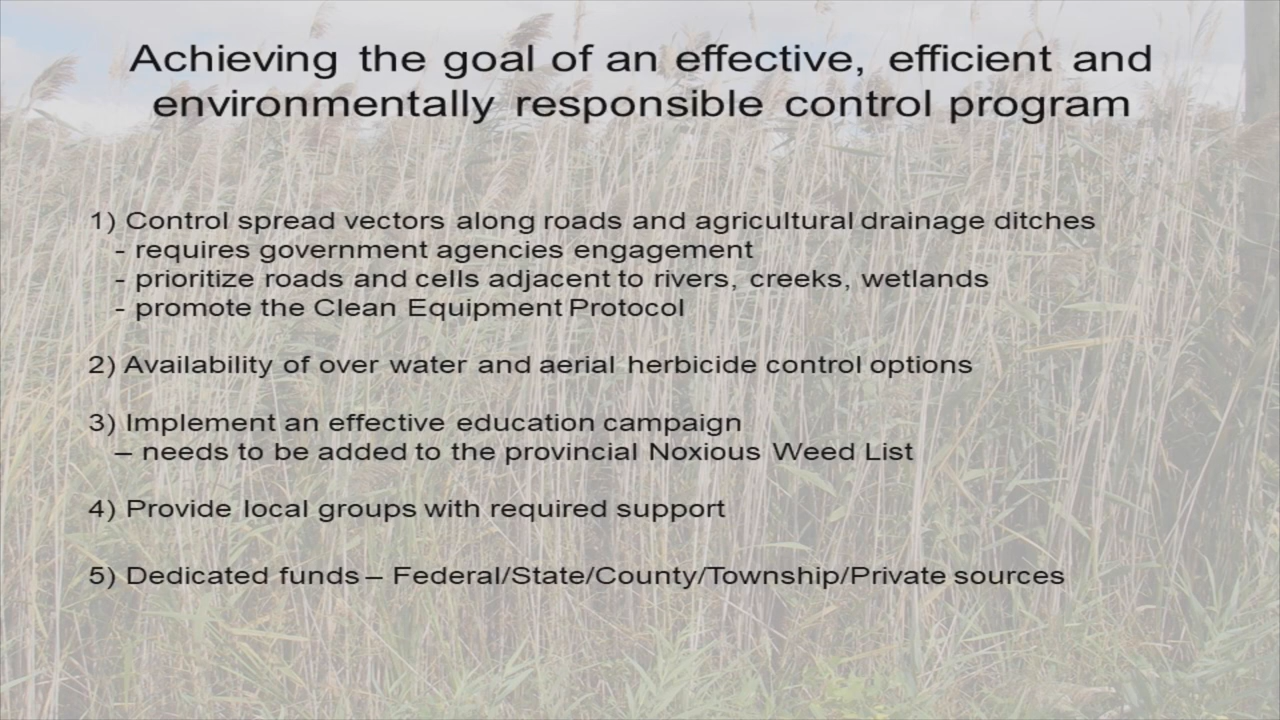 Achieving the goal of an effective, efficient and
environmentally responsible control program
1) Control spread vectors along roads and agricultural drainage ditches
- requires government agencies engagement
- prioritize roads and cells adjacent to rivers, creeks, wetlands
- promote the Clean Equipment Protocol
2) Availability of over water and aerial herbicide control options
3) Implement an effective education campaign
– needs to be added to the provincial Noxious Weed List
4) Provide local groups with required support
5) Dedicated funds – Federal/State/County/Township/Private sources